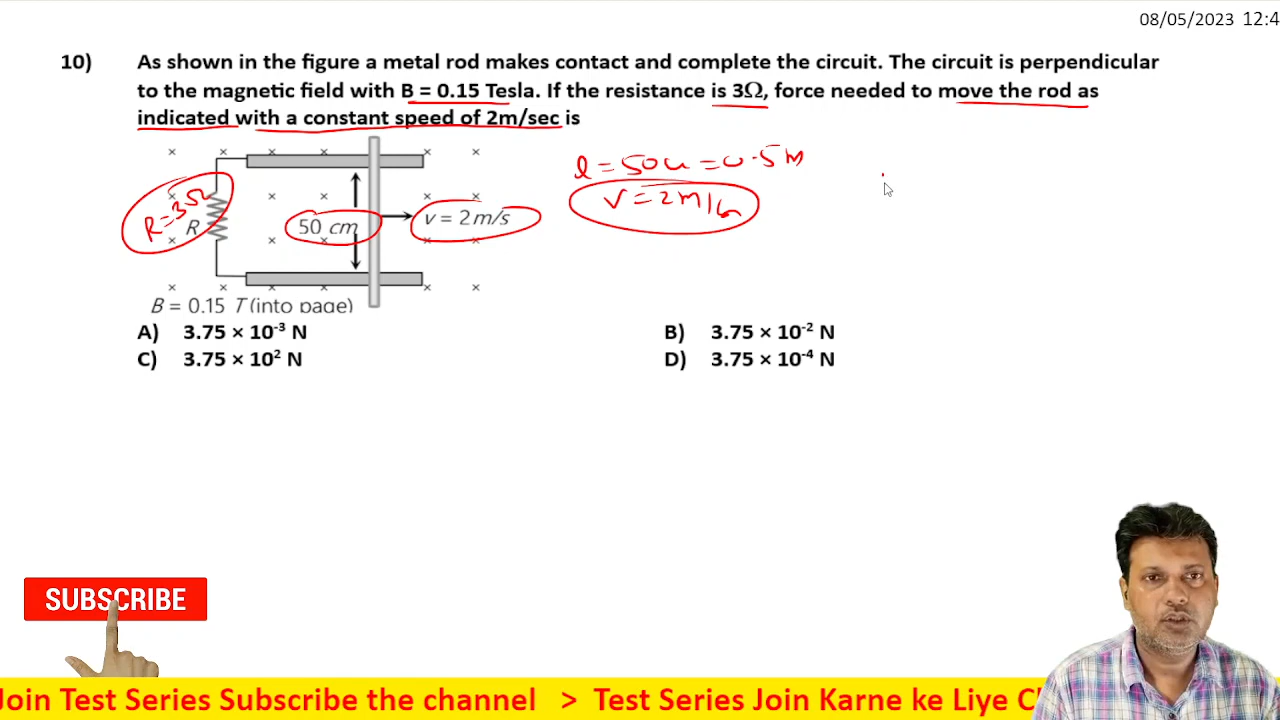 08/05/2023 12:4
10) As shown in the figure a metal rod makes contact and complete the circuit. The circuit is perpendicular
to the magnetic field with B = 0.15 Tesla. If the resistance is 3Ω, force needed to move the rod as
indicated with a constant speed of 2m/sec is
R=3Ω
R
50 cm
v = 2m/s
B = 0.15 T (into page)
l = 50cm = 0.5m
v = 2m/s
A) 3.75 × 10⁻³ N
B) 3.75 × 10⁻² N
C) 3.75 × 10² N
D) 3.75 × 10⁻⁴ N
SUBSCRIBE
Join Test Series Subscribe the channel > Test Series Join Karne ke Liye